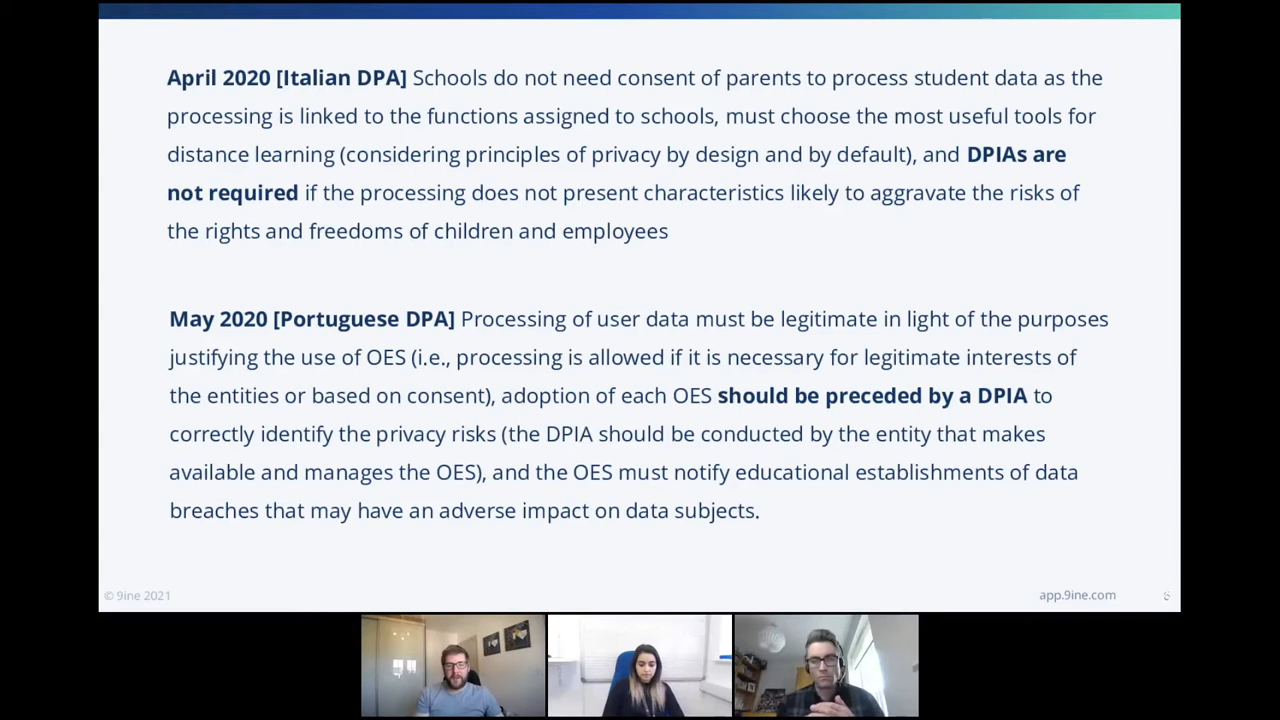 April 2020 [Italian DPA] Schools do not need consent of parents to process student data as the
processing is linked to the functions assigned to schools, must choose the most useful tools for
distance learning (considering principles of privacy by design and by default), and DPIAs are
not required if the processing does not present characteristics likely to aggravate the risks of
the rights and freedoms of children and employees
May 2020 [Portuguese DPA] Processing of user data must be legitimate in light of the purposes
justifying the use of OES (i.e., processing is allowed if it is necessary for legitimate interests of
the entities or based on consent), adoption of each OES should be preceded by a DPIA to
correctly identify the privacy risks (the DPIA should be conducted by the entity that makes
available and manages the OES), and the OES must notify educational establishments of data
breaches that may have an adverse impact on data subjects.
© 9ine 2021
app.9ine.com